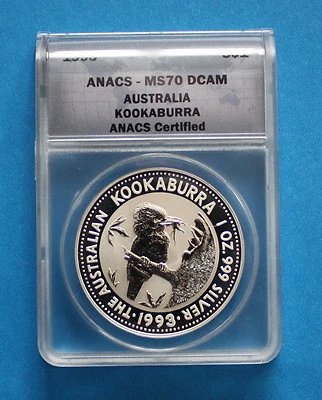 ANACS - MS70 DCAM
AUSTRALIA
KOOKABURRA
ANACS Certified
THE AUSTRALIAN KOOKABURRA 1 OZ 999 SILVER
· 1993 ·